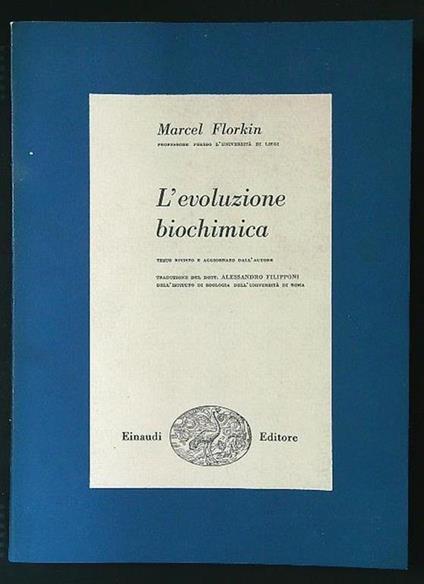 Marcel Florkin
PROFESSORE PRESSO L'UNIVERSITÀ DI LIEGI
L'evoluzione
biochimica
TESTO RIVISTO E AGGIORNATO DALL'AUTORE
TRADUZIONE DEL DOTT. ALESSANDRO FILIPPONI
DELL'ISTITUTO DI ZOOLOGIA DELL'UNIVERSITÀ DI ROMA
Einaudi Editore